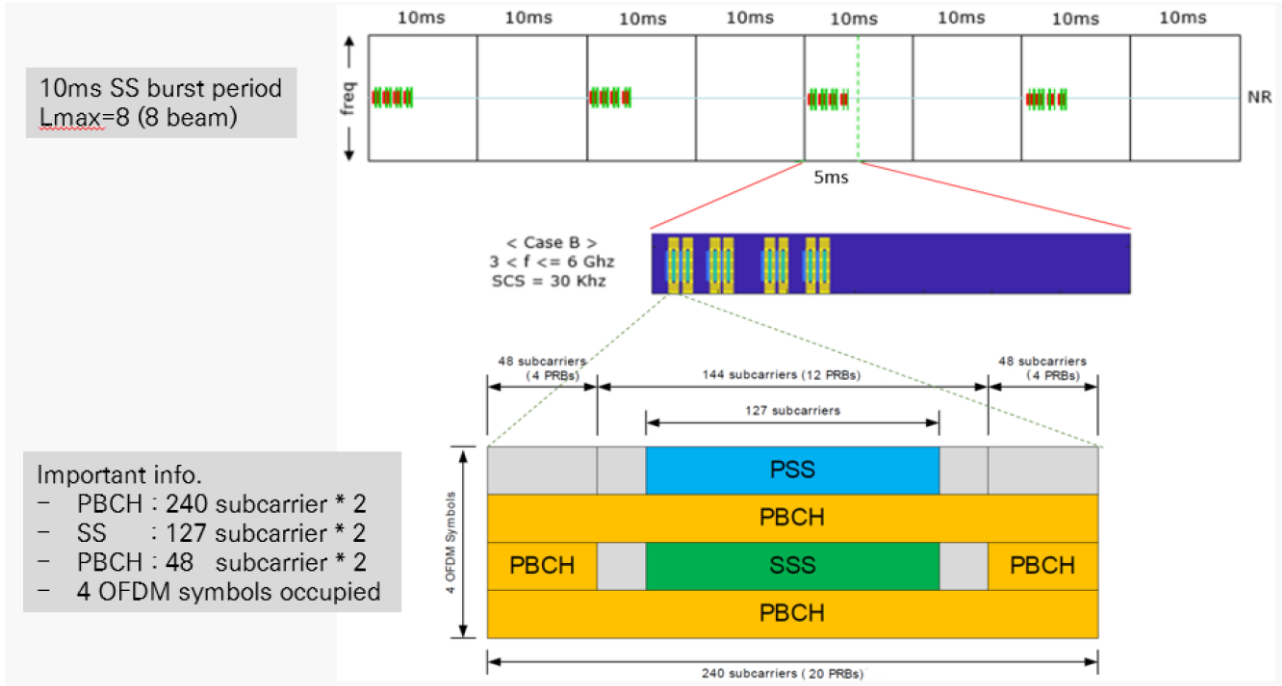 10ms 10ms 10ms 10ms 10ms 10ms 10ms 10ms
10ms SS burst period
Lmax=8 (8 beam)
freq
NR
5ms
< Case B >
3 < f <= 6 Ghz
SCS = 30 Khz
48 subcarriers
(4 PRBs)
144 subcarriers (12 PRBs)
48 subcarriers
(4 PRBs)
127 subcarriers
Important info.
- PBCH : 240 subcarrier * 2
- SS : 127 subcarrier * 2
- PBCH : 48 subcarrier * 2
- 4 OFDM symbols occupied
4 OFDM Symbols
PSS
PBCH
PBCH SSS PBCH
PBCH
240 subcarriers ( 20 PRBs)